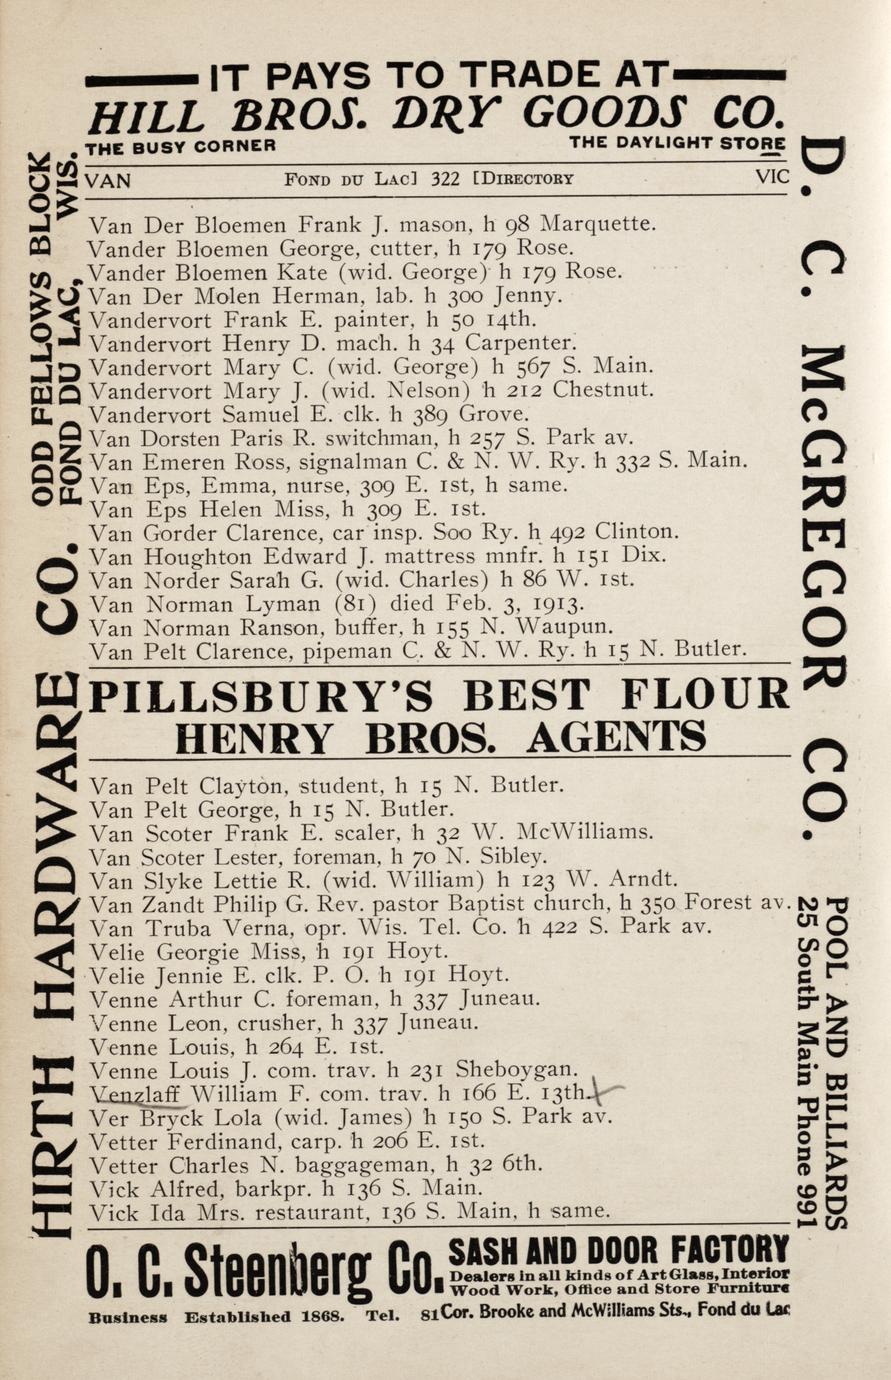 IT PAYS TO TRADE AT
HILL BROS. DRY GOODS CO.
THE BUSY CORNER THE DAYLIGHT STORE
VAN FOND DU LAC] 322 [DIRECTORY VIC
Van Der Bloemen Frank J. mason, h 98 Marquette.
Vander Bloemen George, cutter, h 179 Rose.
Vander Bloemen Kate (wid. George) h 179 Rose.
Van Der Molen Herman, lab. h 300 Jenny.
Vandervort Frank E. painter, h 50 14th.
Vandervort Henry D. mach. h 34 Carpenter.
Vandervort Mary C. (wid. George) h 567 S. Main.
Vandervort Mary J. (wid. Nelson) h 212 Chestnut.
Vandervort Samuel E. clk. h 389 Grove.
Van Dorsten Paris R. switchman, h 257 S. Park av.
Van Emeren Ross, signalman C. & N. W. Ry. h 332 S. Main.
Van Eps, Emma, nurse, 309 E. 1st, h same.
Van Eps Helen Miss, h 309 E. 1st.
Van Gorder Clarence, car insp. Soo Ry. h 492 Clinton.
Van Houghton Edward J. mattress mnfr. h 151 Dix.
Van Norder Sarah G. (wid. Charles) h 86 W. 1st.
Van Norman Lyman (81) died Feb. 3, 1913.
Van Norman Ranson, buffer, h 155 N. Waupun.
Van Pelt Clarence, pipeman C. & N. W. Ry. h 15 N. Butler.
PILLSBURY'S BEST FLOUR
HENRY BROS. AGENTS
Van Pelt Clayton, student, h 15 N. Butler.
Van Pelt George, h 15 N. Butler.
Van Scoter Frank E. scaler, h 32 W. McWilliams.
Van Scoter Lester, foreman, h 70 N. Sibley.
Van Slyke Lettie R. (wid. William) h 123 W. Arndt.
Van Zandt Philip G. Rev. pastor Baptist church, h 350 Forest av.
Van Truba Verna, opr. Wis. Tel. Co. h 422 S. Park av.
Velie Georgie Miss, h 191 Hoyt.
Velie Jennie E. clk. P. O. h 191 Hoyt.
Venne Arthur C. foreman, h 337 Juneau.
Venne Leon, crusher, h 337 Juneau.
Venne Louis, h 264 E. 1st.
Venne Louis J. com. trav. h 231 Sheboygan.
Venzlaff William F. com. trav. h 166 E. 13th.
Ver Bryck Lola (wid. James) h 150 S. Park av.
Vetter Ferdinand, carp. h 206 E. 1st.
Vetter Charles N. baggageman, h 32 6th.
Vick Alfred, barkpr. h 136 S. Main.
Vick Ida Mrs. restaurant, 136 S. Main, h same.
O. C. Steenberg Co. SASH AND DOOR FACTORY
Dealers in all kinds of Art Glass, Interior
Wood Work, Office and Store Furniture
Business Established 1868. Tel. 81 Cor. Brooke and McWilliams Sts., Fond du Lac
HIRTH HARDWARE CO.
ODD FELLOWS BLOCK
FOND DU LAC, WIS.
D. C. McGREGOR CO.
POOL AND BILLIARDS
25 South Main Phone 991